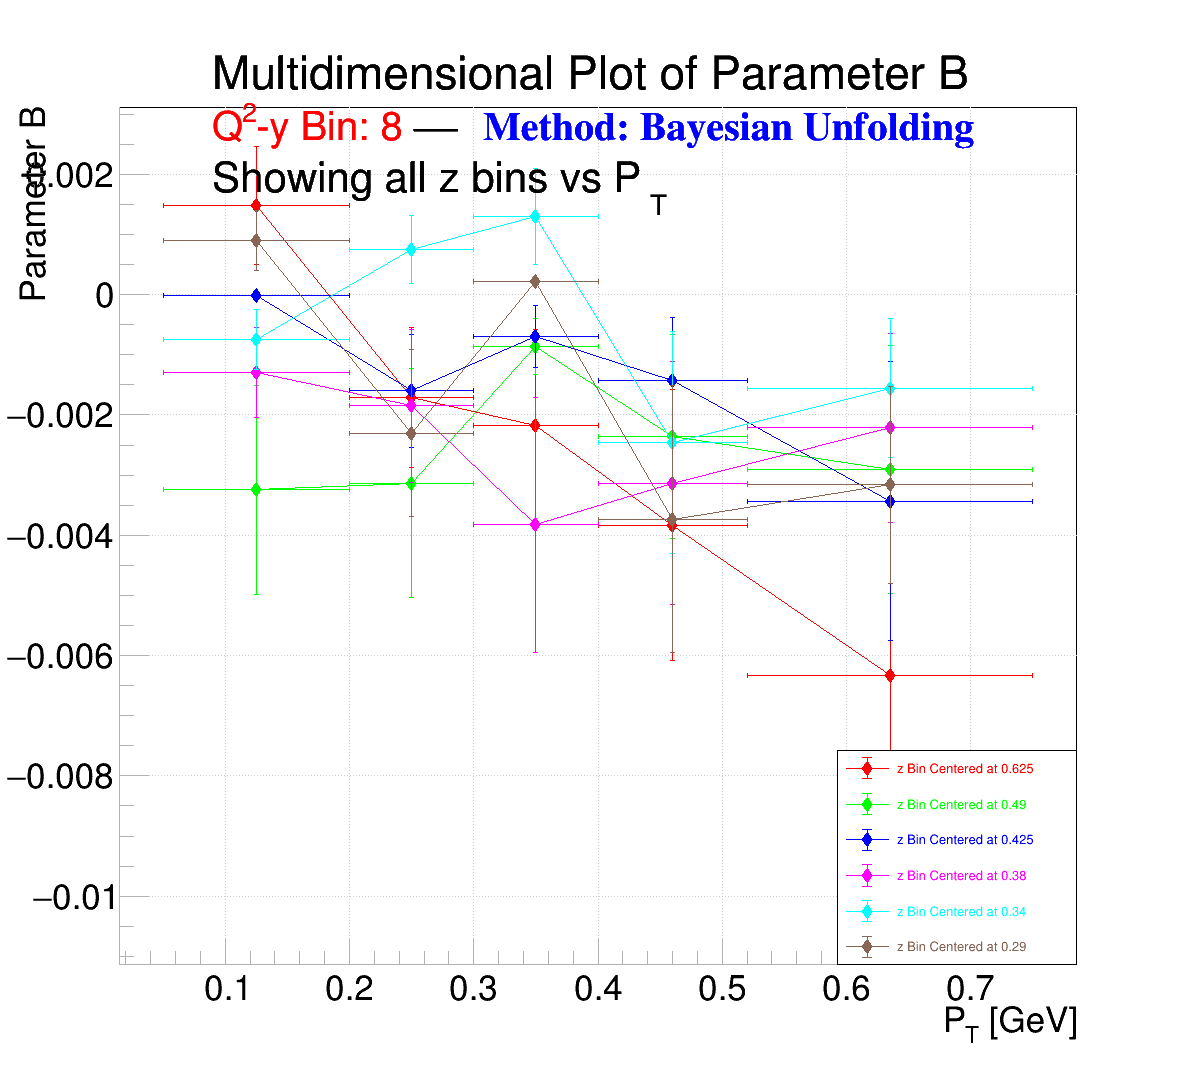 Multidimensional Plot of Parameter B
Q²-y Bin: 8 — Method: Bayesian Unfolding
Showing all z bins vs P_T
Parameter B
0.002
0
−0.002
−0.004
−0.006
−0.008
−0.01
z Bin Centered at 0.625
z Bin Centered at 0.49
z Bin Centered at 0.425
z Bin Centered at 0.38
z Bin Centered at 0.34
z Bin Centered at 0.29
0.1 0.2 0.3 0.4 0.5 0.6 0.7
P_T [GeV]